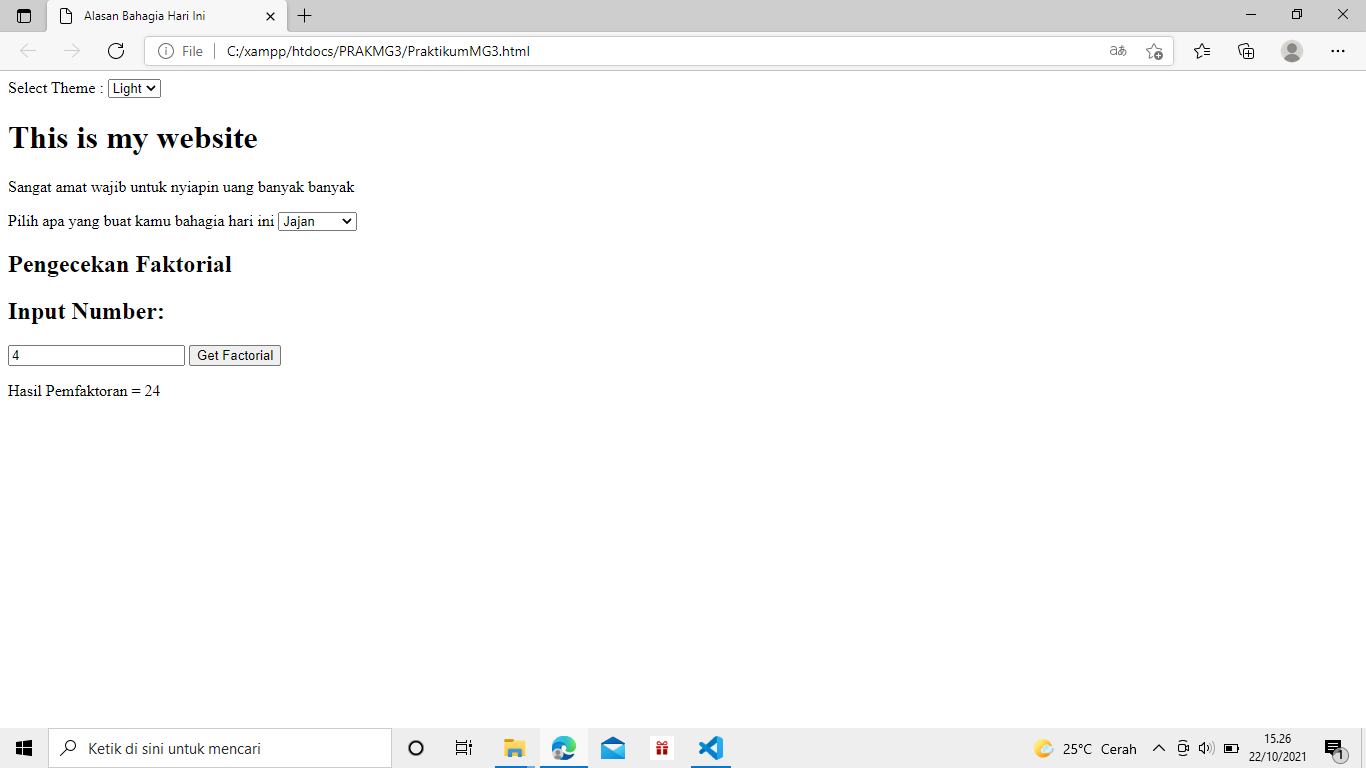 Alasan Bahagia Hari Ini
File
C:/xampp/htdocs/PRAKMG3/PraktikumMG3.html
aあ
Select Theme : Light
This is my website
Sangat amat wajib untuk nyiapin uang banyak banyak
Pilih apa yang buat kamu bahagia hari ini Jajan
Pengecekan Faktorial
Input Number:
4 Get Factorial
Hasil Pemfaktoran = 24
Ketik di sini untuk mencari
25°C Cerah
15.26
22/10/2021
1